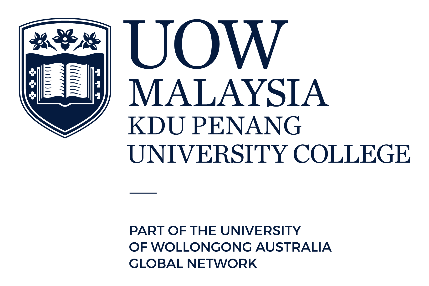 UOW
MALAYSIA
KDU PENANG
UNIVERSITY COLLEGE
PART OF THE UNIVERSITY
OF WOLLONGONG AUSTRALIA
GLOBAL NETWORK